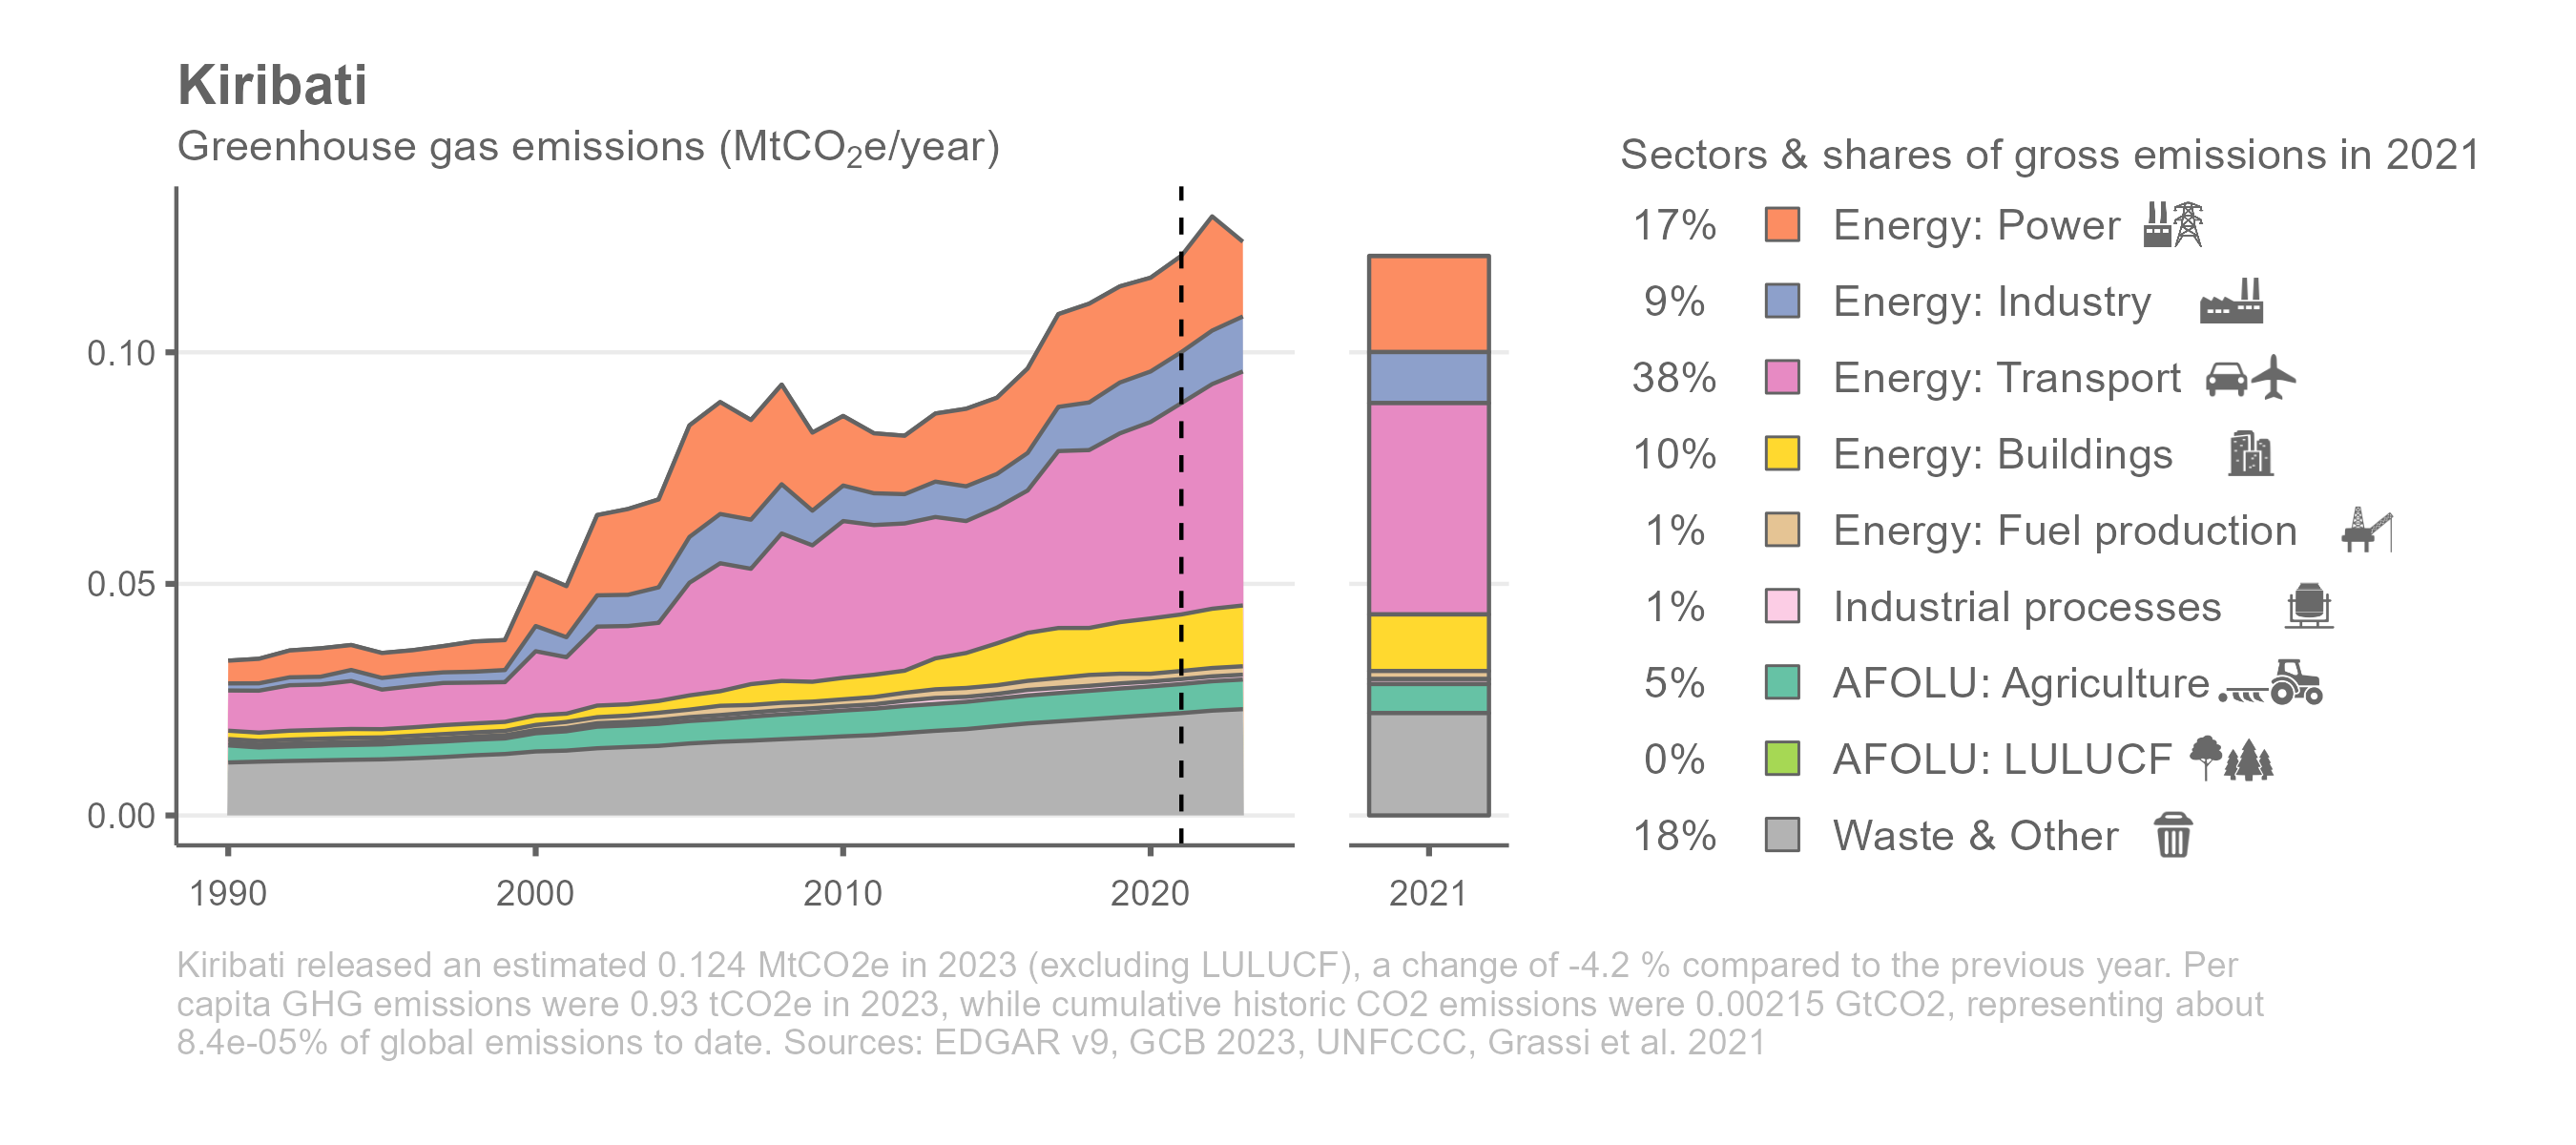 Kiribati
Greenhouse gas emissions (MtCO₂e/year)
Sectors & shares of gross emissions in 2021
17% Energy: Power
9% Energy: Industry
38% Energy: Transport
10% Energy: Buildings
1% Energy: Fuel production
1% Industrial processes
5% AFOLU: Agriculture
0% AFOLU: LULUCF
18% Waste & Other
0.10
0.05
0.00
1990 2000 2010 2020 2021
Kiribati released an estimated 0.124 MtCO2e in 2023 (excluding LULUCF), a change of -4.2 % compared to the previous year. Per
capita GHG emissions were 0.93 tCO2e in 2023, while cumulative historic CO2 emissions were 0.00215 GtCO2, representing about
8.4e-05% of global emissions to date. Sources: EDGAR v9, GCB 2023, UNFCCC, Grassi et al. 2021